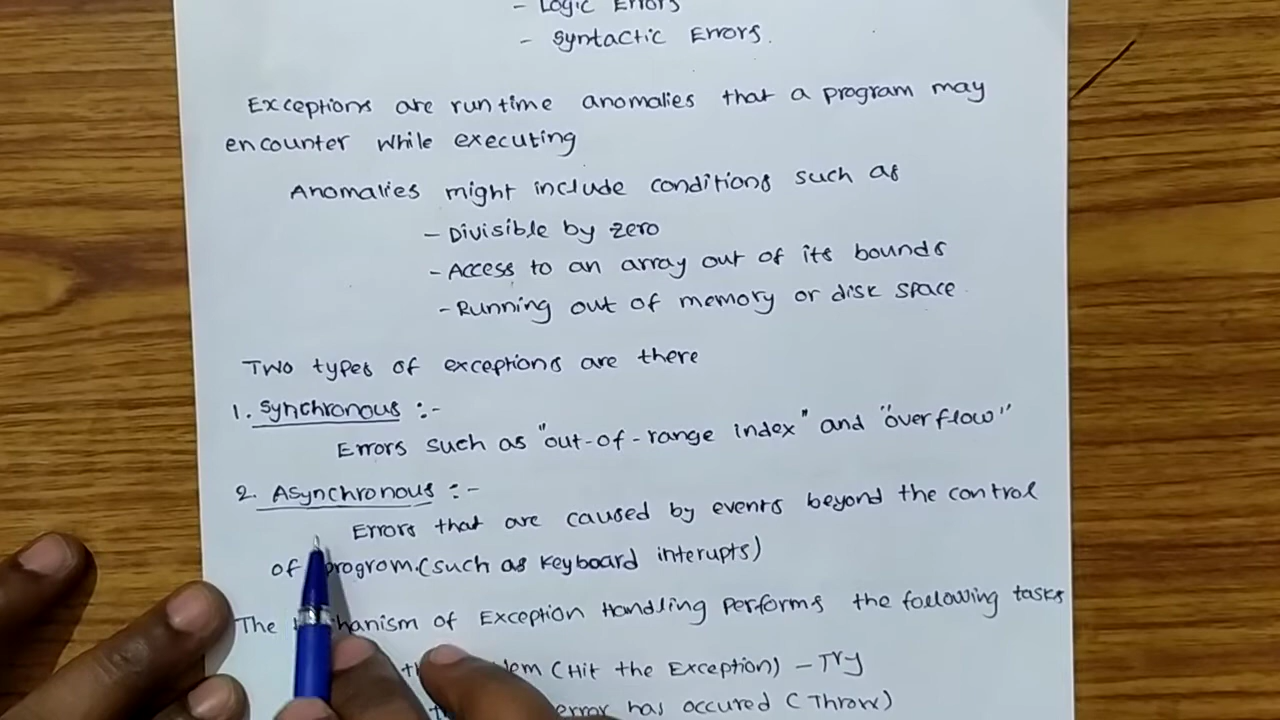 - Logic Errors
- Syntactic Errors.
Exceptions are run time anomalies that a program may
encounter while executing
Anomalies might include conditions such as
- Divisible by zero
- Access to an array out of its bounds
- Running out of memory or disk space
Two types of exceptions are there
1. Synchronous :-
Errors such as "out-of-range index" and "overflow"
2. Asynchronous :-
Errors that are caused by events beyond the control
of program.(such as keyboard interupts)
The of Exception Handling performs the following tasks
(Hit the Exception) - Try
error has occured (Throw)